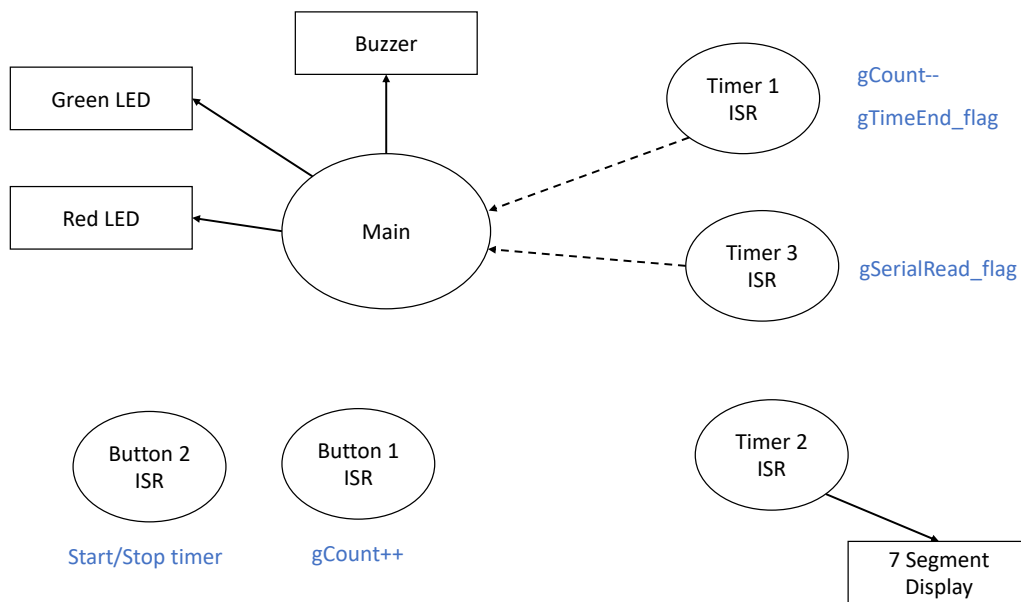 Buzzer
Green LED
Timer 1
ISR
gCount--
gTimeEnd_flag
Red LED
Main
Timer 3
ISR
gSerialRead_flag
Button 2
ISR
Button 1
ISR
Timer 2
ISR
Start/Stop timer
gCount++
7 Segment
Display